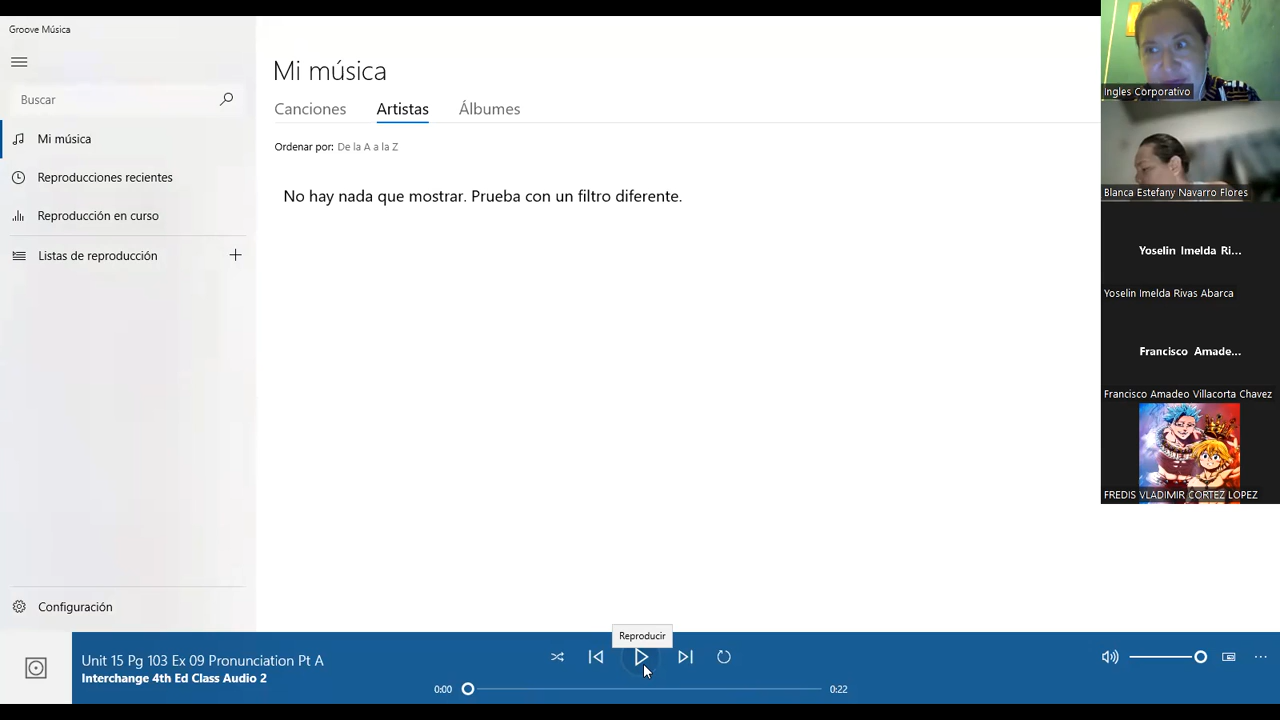 Groove Música
Buscar
Mi música
Reproducciones recientes
Reproducción en curso
Listas de reproducción
Configuración
Mi música
Canciones Artistas Álbumes
Ordenar por: De la A a la Z
No hay nada que mostrar. Prueba con un filtro diferente.
Ingles Corporativo
Blanca Estefany Navarro Flores
Yoselin Imelda Ri...
Yoselin Imelda Rivas Abarca
Francisco Amade...
Francisco Amadeo Villacorta Chavez
FREDIS VLADIMIR CORTEZ LOPEZ
Reproducir
Unit 15 Pg 103 Ex 09 Pronunciation Pt A
Interchange 4th Ed Class Audio 2
0:00 0:22